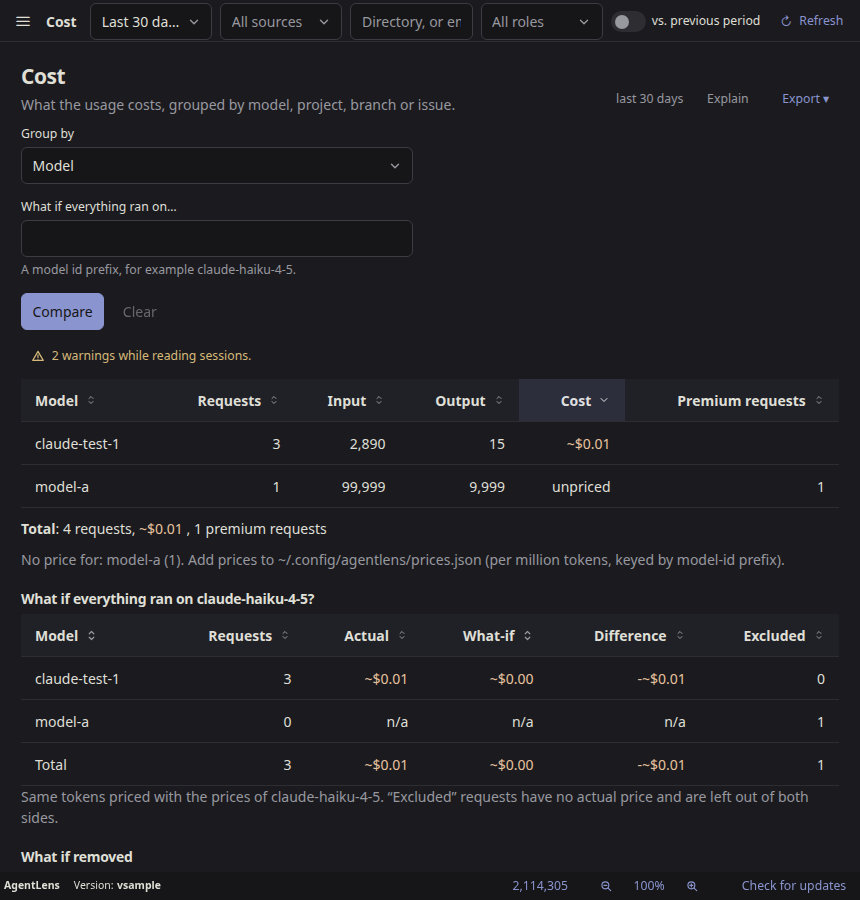 Cost Last 30 da... All sources Directory, or en All roles vs. previous period Refresh
Cost
What the usage costs, grouped by model, project, branch or issue.
last 30 days Explain Export ▾
Group by
Model
What if everything ran on...
A model id prefix, for example claude-haiku-4-5.
Compare Clear
2 warnings while reading sessions.
Model Requests Input Output Cost Premium requests
claude-test-1 3 2,890 15 ~$0.01
model-a 1 99,999 9,999 unpriced 1
Total: 4 requests, ~$0.01 , 1 premium requests
No price for: model-a (1). Add prices to ~/.config/agentlens/prices.json (per million tokens, keyed by model-id prefix).
What if everything ran on claude-haiku-4-5?
Model Requests Actual What-if Difference Excluded
claude-test-1 3 ~$0.01 ~$0.00 -~$0.01 0
model-a 0 n/a n/a n/a 1
Total 3 ~$0.01 ~$0.00 -~$0.01 1
Same tokens priced with the prices of claude-haiku-4-5. “Excluded” requests have no actual price and are left out of both
sides.
What if removed
AgentLens Version: vsample 2,114,305 100% Check for updates